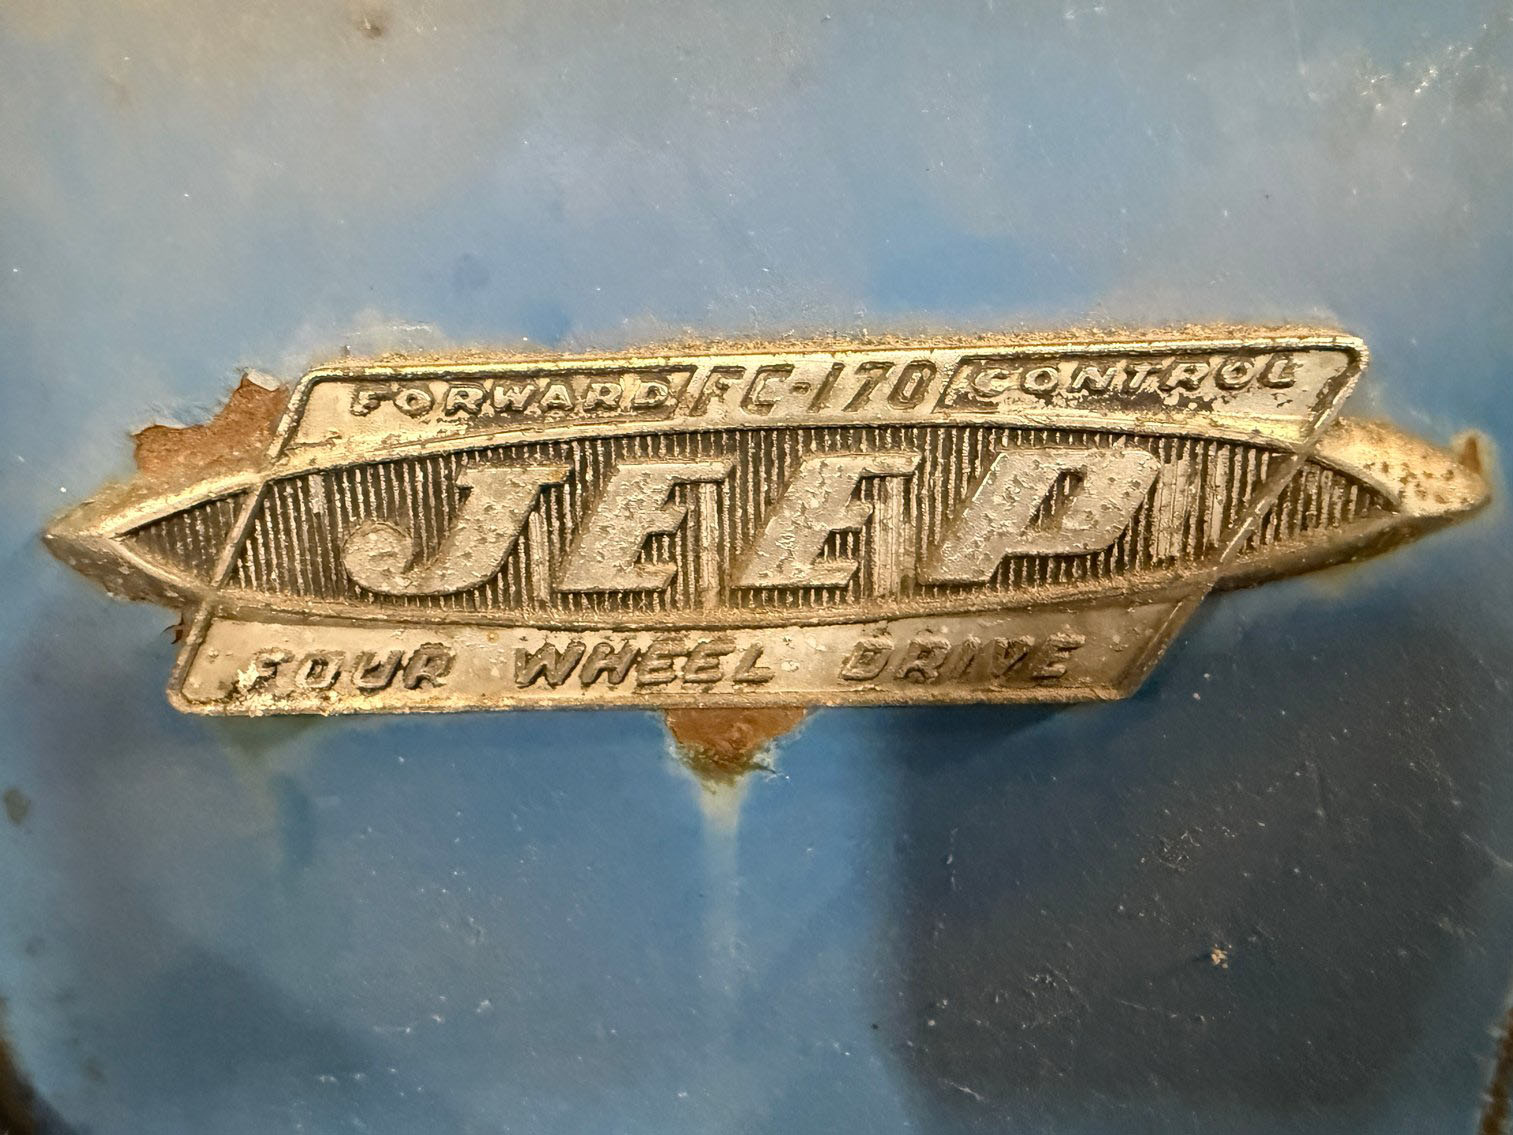 FORWARD FC-170 CONTROL
JEEP
FOUR WHEEL DRIVE